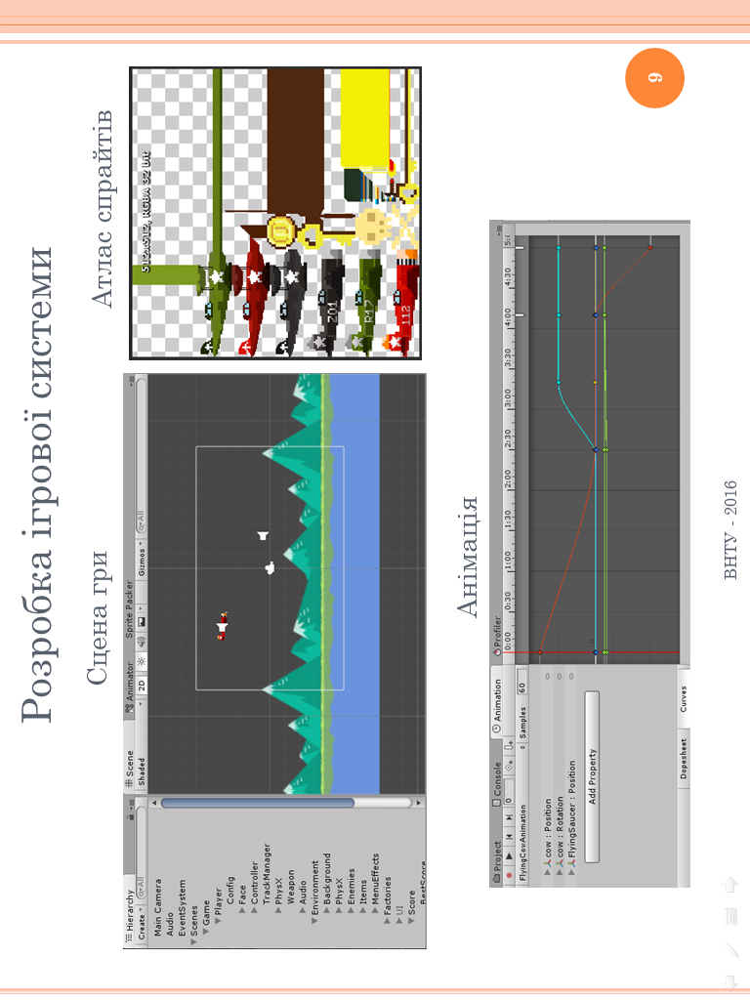 Розробка ігрової системи
9
Сцена гри
Атлас спрайтів
Hierarchy
Create
All
Main Camera
Audio
EventSystem
Scenes
Game
Player
Config
Face
Controller
TrackManager
PhysX
Weapon
Audio
Environment
Background
PhysX
Enemies
Items
MenuEffects
Factories
UI
Score
BestScore
Scene
Animator
Sprite Packer
Shaded
2D
Gizmos
All
512x512, RGBA 32 bit
Z01
R17
112
Анімація
Project
Console
Animation
Profiler
0
FlyingCowAnimation
Samples
60
0:00
0:30
1:00
1:30
2:00
2:30
3:00
3:30
4:00
4:30
cow : Position
cow : Rotation
FlyingSaucer : Position
Add Property
Dopesheet
Curves
ВНТУ - 2016